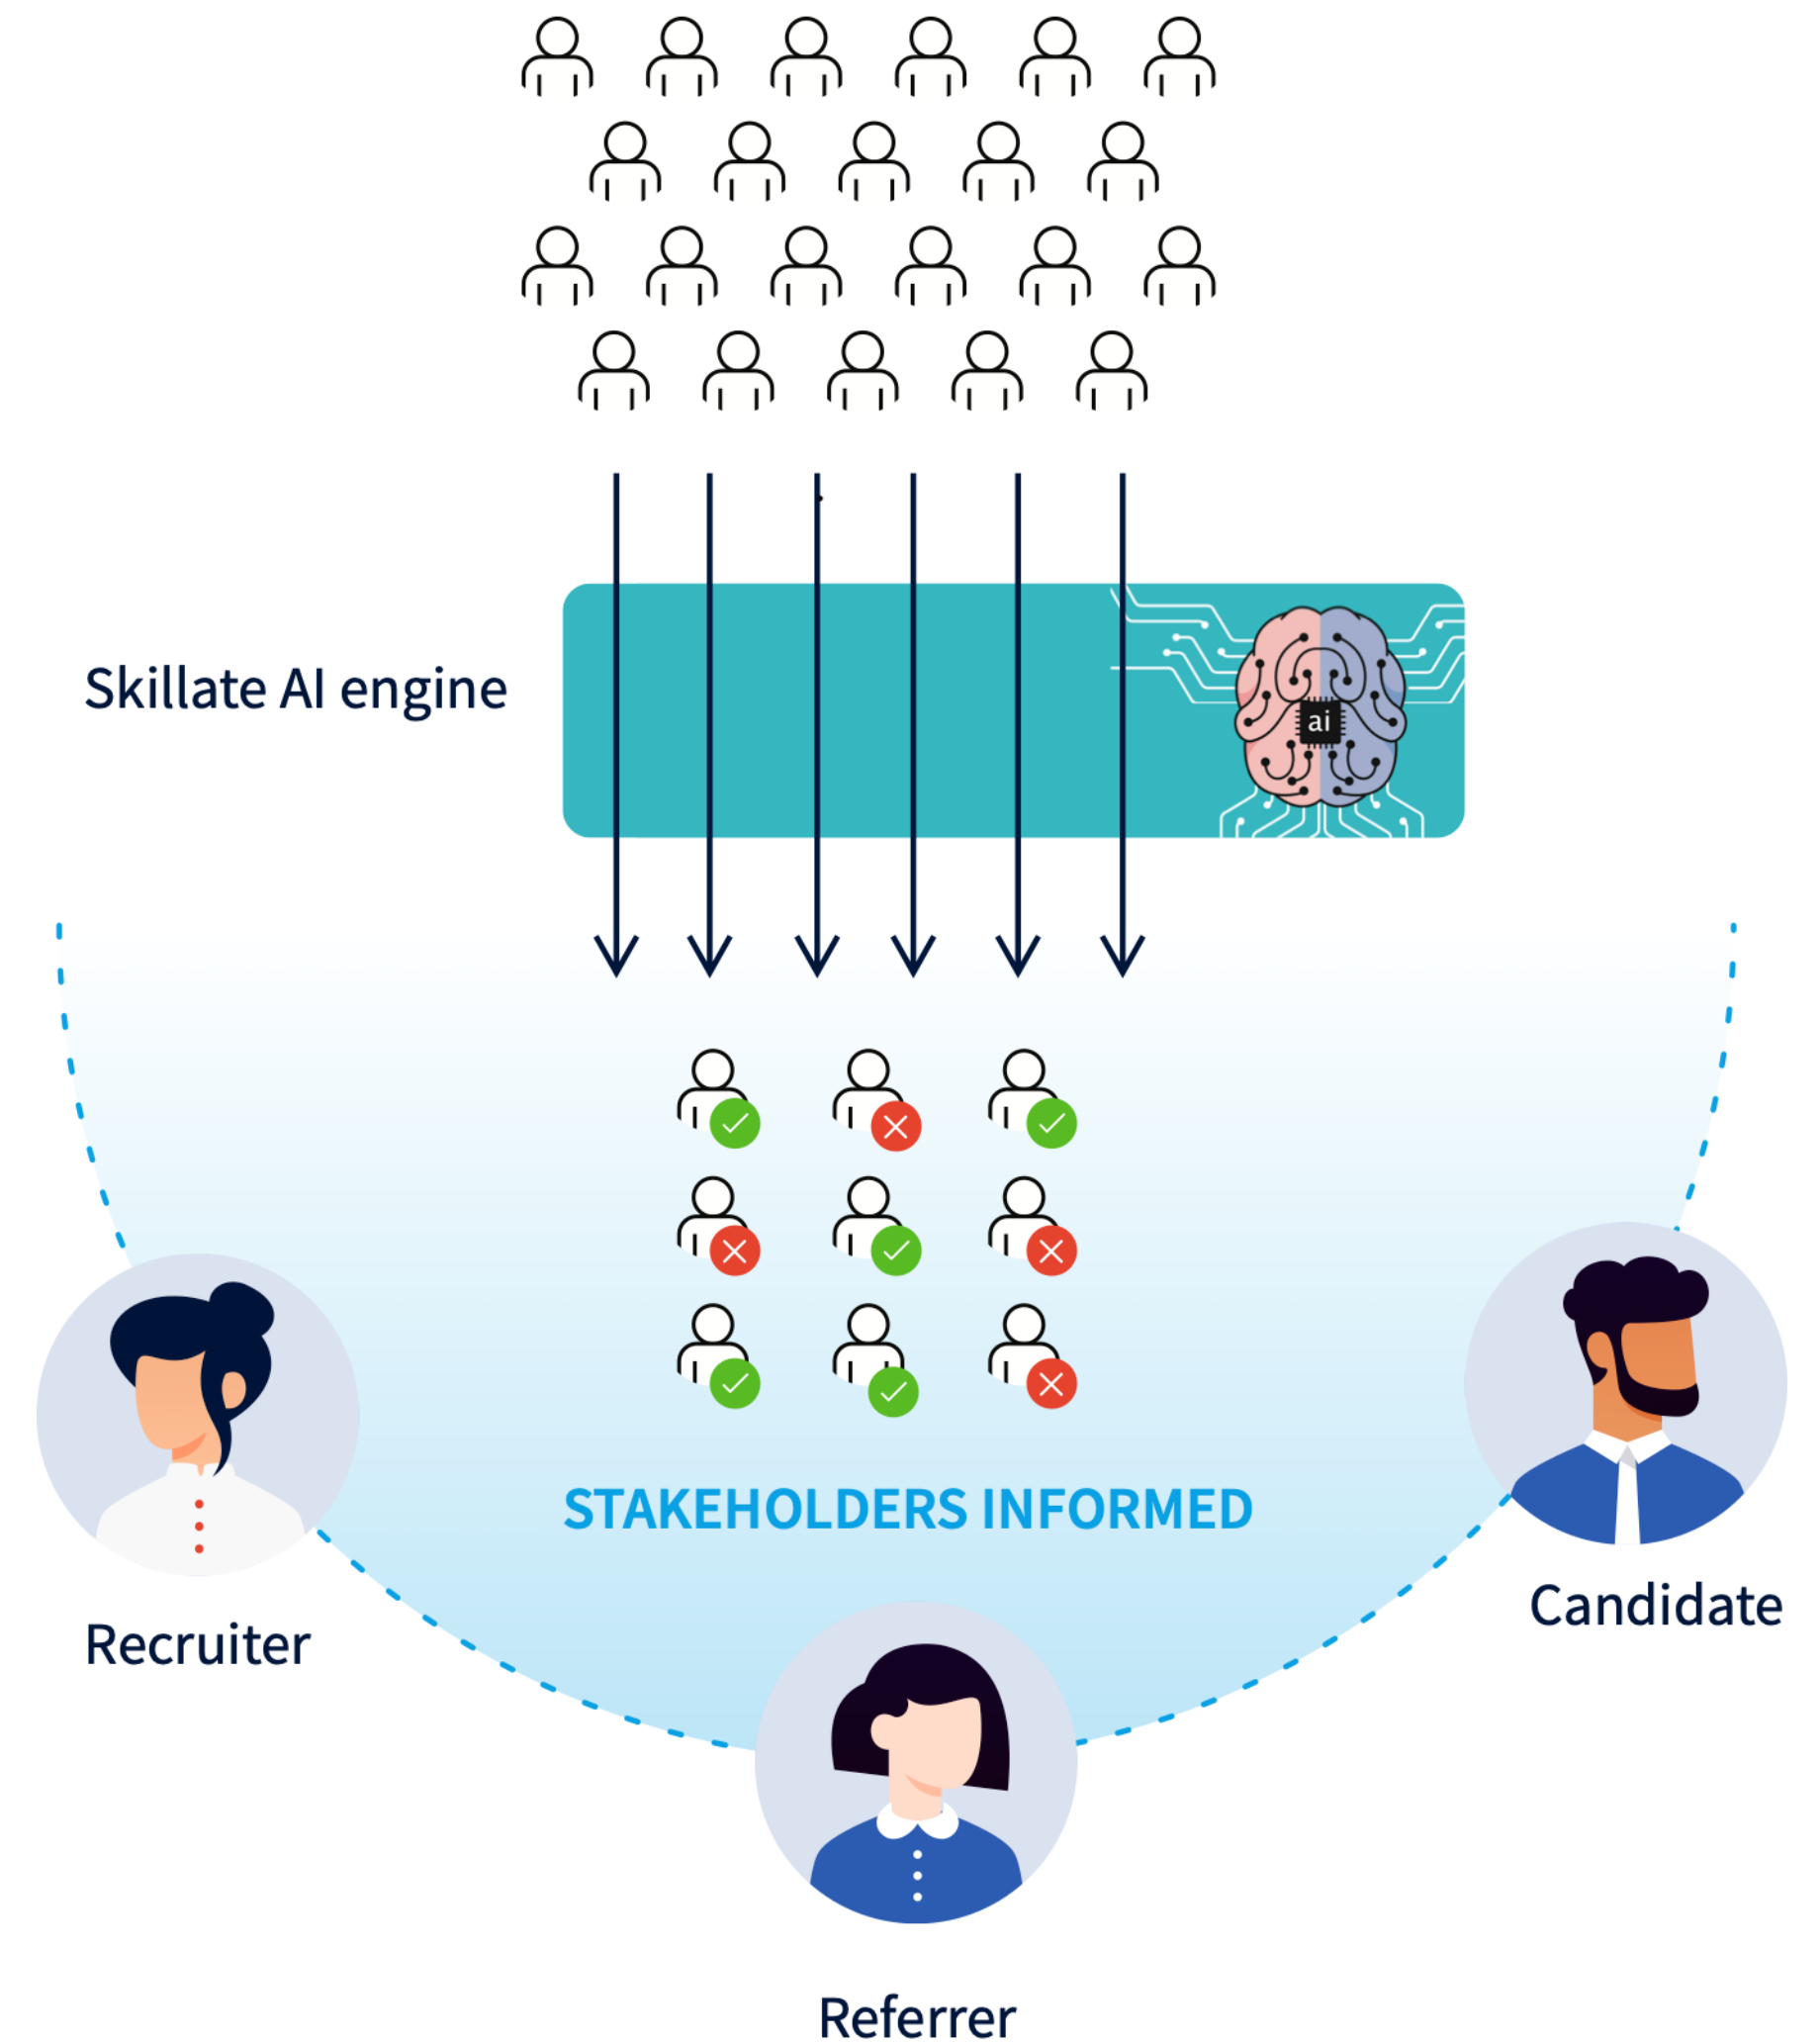 Skillate AI engine
ai
STAKEHOLDERS INFORMED
Candidate
Recruiter
Referrer